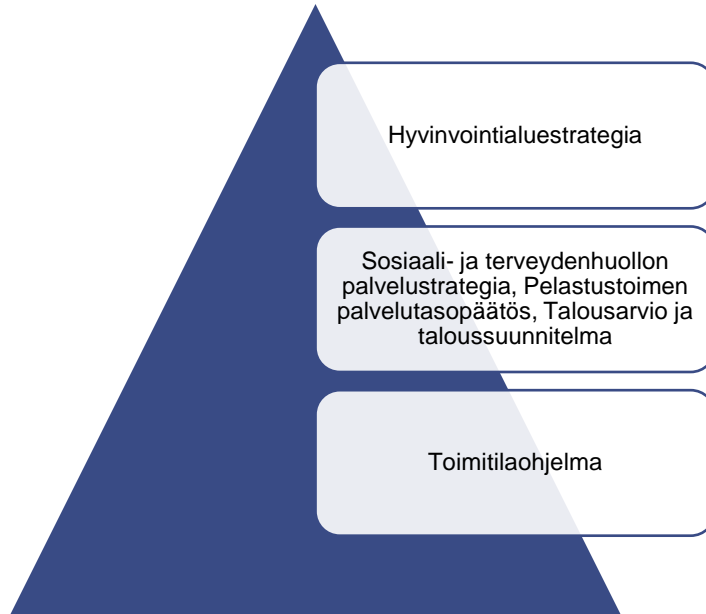 Hyvinvointialuestrategia
Sosiaali- ja terveydenhuollon
palvelustrategia, Pelastustoimen
palvelutasopäätös, Talousarvio ja
taloussuunnitelma
Toimitilaohjelma